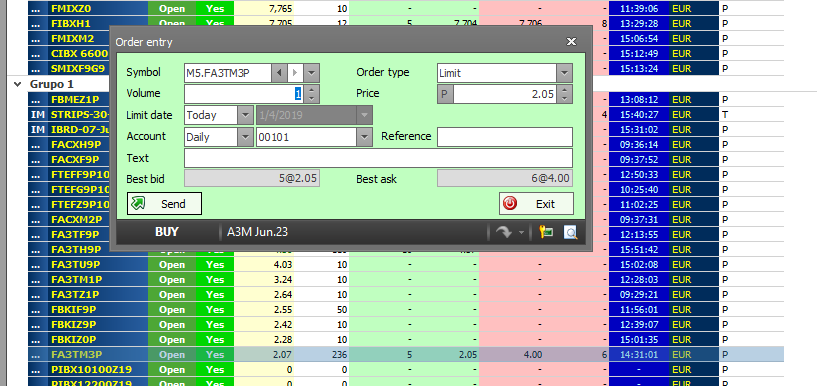 ... FMIXZ0 Open Yes 7,765 10 - - - - 11:39:06 EUR P
... FIBXH1 Open Yes 7,705 12 5 7,704 7,706 8 13:29:28 EUR P
... FMIXM2 15:06:54 EUR P
... CIBX 6600 15:12:49 EUR P
... SMIXF9G9 15:13:24 EUR P
Grupo 1
... FBMEZ1P - 13:08:12 EUR P
IM STRIPS-30- 4 15:40:27 EUR T
IM IBRD-07-Ju - 15:31:02 EUR P
... FACXH9P - 09:36:14 EUR P
... FACXF9P - 09:37:52 EUR P
... FTEFF9P10 - 12:50:33 EUR P
... FTEFG9P10 - 10:25:40 EUR P
... FTEFZ9P10 - 11:02:25 EUR P
... FACXM2P - 09:37:31 EUR P
... FA3TF9P - 12:13:55 EUR P
... FA3TH9P Open Yes - - 15:51:42 EUR P
... FA3TU9P Open Yes 4.03 10 - - - - 15:02:08 EUR P
... FA3TM1P Open Yes 3.24 10 - - - - 12:28:03 EUR P
... FA3TZ1P Open Yes 2.64 10 - - - - 09:29:21 EUR P
... FBKIF9P Open Yes 2.55 50 - - - - 11:56:01 EUR P
... FBKIZ9P Open Yes 2.42 10 - - - - 12:39:07 EUR P
... FBKIZ0P Open Yes 2.28 10 - - - - 15:01:35 EUR P
... FA3TM3P Open Yes 2.07 236 5 2.05 4.00 6 14:31:01 EUR P
... PIBX10100Z19 0 0 - - - - - EUR P
... PIBX12200Z19 0 0 - - - - - EUR P
Order entry
Symbol M5.FA3TM3P Order type Limit
Volume 1 Price P 2.05
Limit date Today 1/4/2019
Account Daily 00101 Reference
Text
Best bid 5@2.05 Best ask 6@4.00
Send Exit
BUY A3M Jun.23